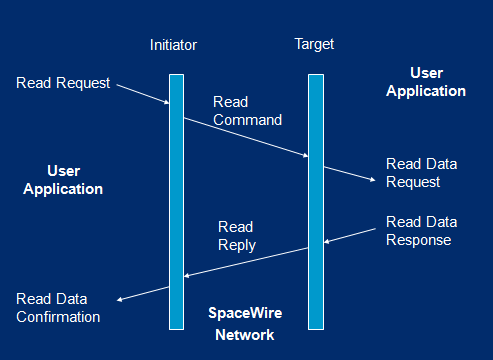 Initiator
Target
User
Application
Read Request
Read
Command
User
Application
Read Data
Request
Read Data
Response
Read
Reply
Read Data
Confirmation
SpaceWire
Network